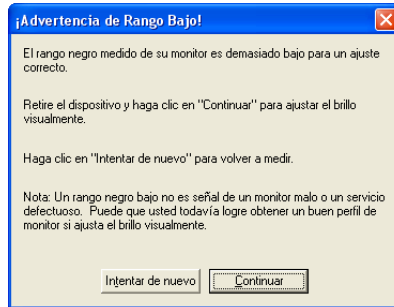 ¡Advertencia de Rango Bajo!
El rango negro medido de su monitor es demasiado bajo para un ajuste
correcto.
Retire el dispositivo y haga clic en "Continuar" para ajustar el brillo
visualmente.
Haga clic en "Intentar de nuevo" para volver a medir.
Nota: Un rango negro bajo no es señal de un monitor malo o un servicio
defectuoso. Puede que usted todavía logre obtener un buen perfil de
monitor si ajusta el brillo visualmente.
Intentar de nuevo
Continuar